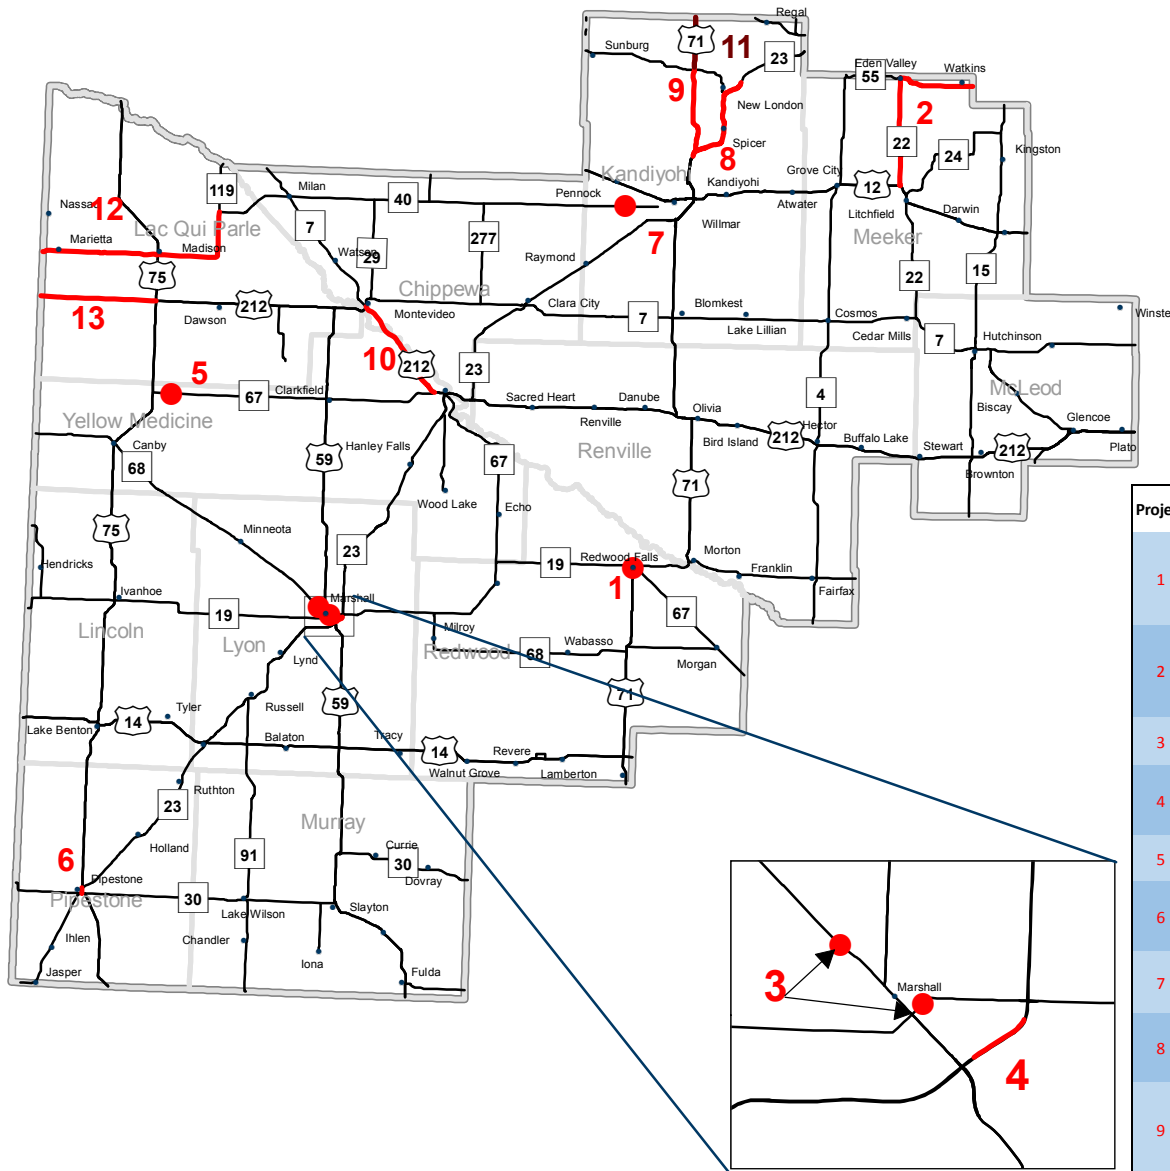 Regal
71
11
Sunburg
23
Eden Valley
Watkins
55
9
New London
2
Spicer
22
24
Kingston
8
Kandiyohi
Grove City
119
Milan
Pennock
Kandiyohi
12
40
Atwater
Litchfield
12
Nassau
Willmar
Darwin
Lac Qui Parle
7
7
277
Meeker
Marietta
Madison
Watson
29
Raymond
75
22
15
Chippewa
212
Clara City
Blomkest
13
Dawson
Montevideo
7
Lake Lillian
Cosmos
Cedar Mills
7
Hutchinson
Winste
10
212
23
5
McLeod
67
Clarkfield
4
Sacred Heart
Danube
Biscay
Yellow Medicine
Renville
Olivia
Glencoe
Bird Island
212
Hector
Buffalo Lake
Stewart
212
Plato
Canby
Hanley Falls
59
67
Renville
68
Brownton
71
Wood Lake
Echo
Proje
75
Minneota
23
Hendricks
19
Redwood Falls
Morton
1
Franklin
1
Ivanhoe
Marshall
Fairfax
19
67
Lincoln
Lyon
Milroy
Wabasso
Redwood
68
Lynd
Morgan
2
59
71
Russell
Tyler
14
Lake Benton
Balaton
Tracy
14
Revere
3
Walnut Grove
Lamberton
Ruthton
23
4
Murray
Holland
91
Currie
6
30
5
Dovray
Pipestone
Pipestone
30
Lake Wilson
Slayton
6
Ihlen
Chandler
Iona
Jasper
Fulda
3
Marshall
7
8
4
9